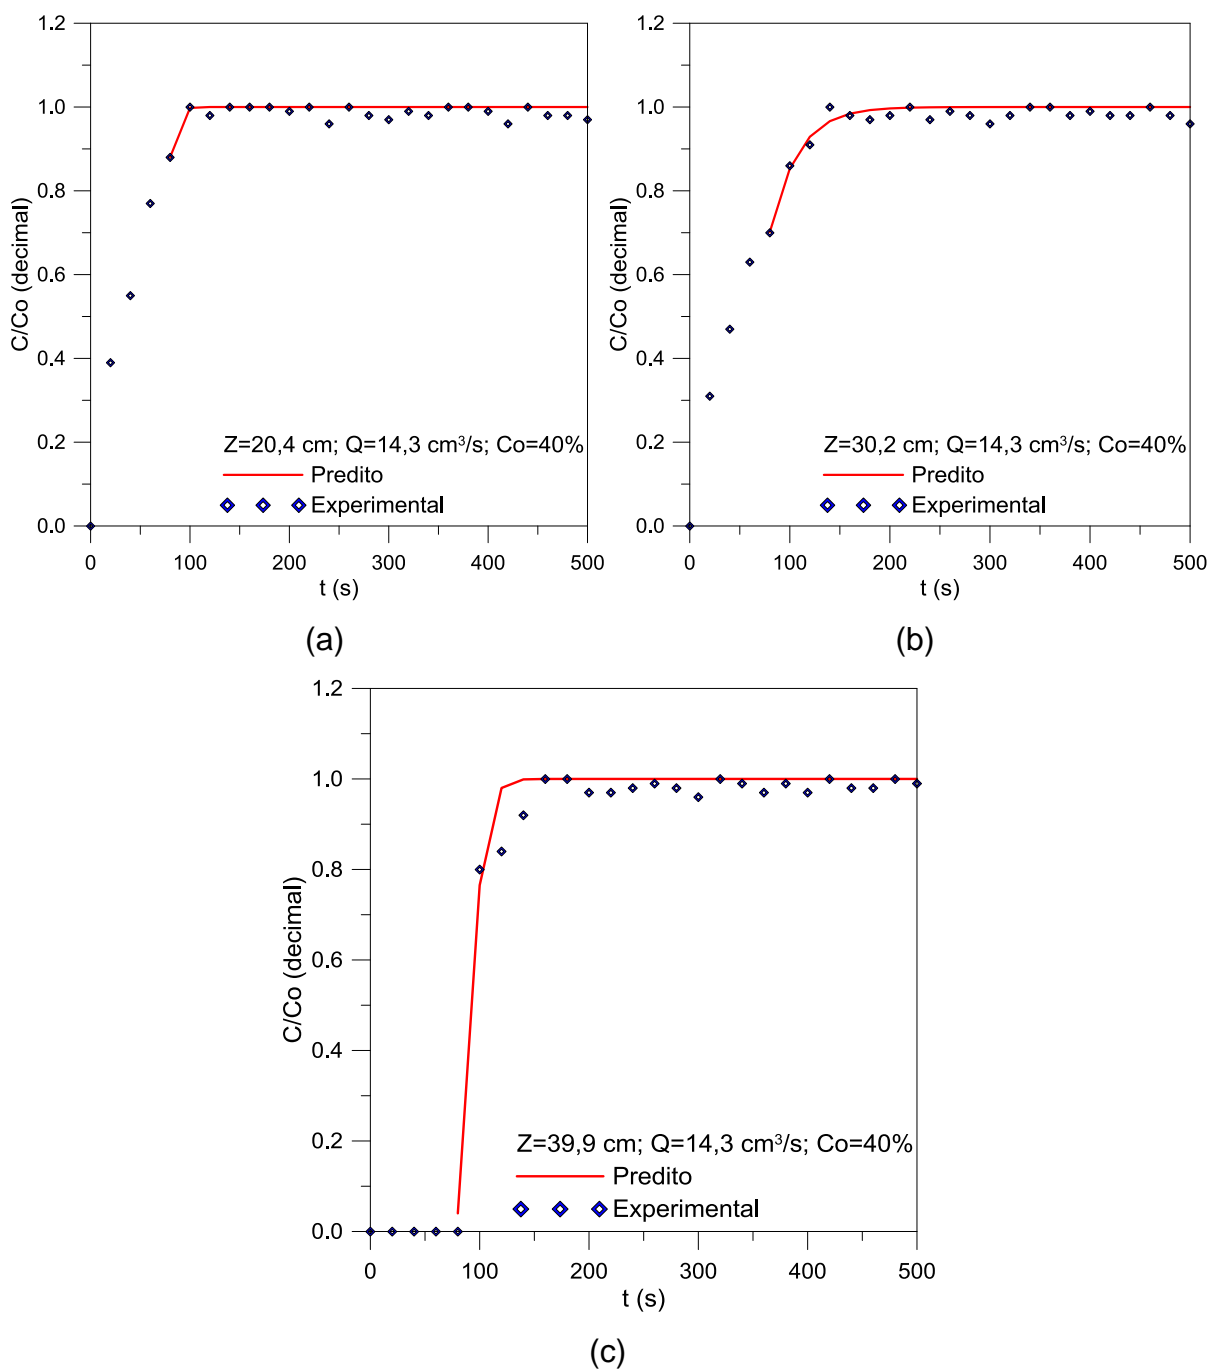 1.2
1.0
0.8
0.6
0.4
0.2
0.0
C/Co (decimal)
Z=20,4 cm; Q=14,3 cm³/s; Co=40%
Predito
Experimental
0 100 200 300 400 500
t (s)
(a)
1.2
1.0
0.8
0.6
0.4
0.2
0.0
C/Co (decimal)
Z=30,2 cm; Q=14,3 cm³/s; Co=40%
Predito
Experimental
0 100 200 300 400 500
t (s)
(b)
1.2
1.0
0.8
0.6
0.4
0.2
0.0
C/Co (decimal)
Z=39,9 cm; Q=14,3 cm³/s; Co=40%
Predito
Experimental
0 100 200 300 400 500
t (s)
(c)